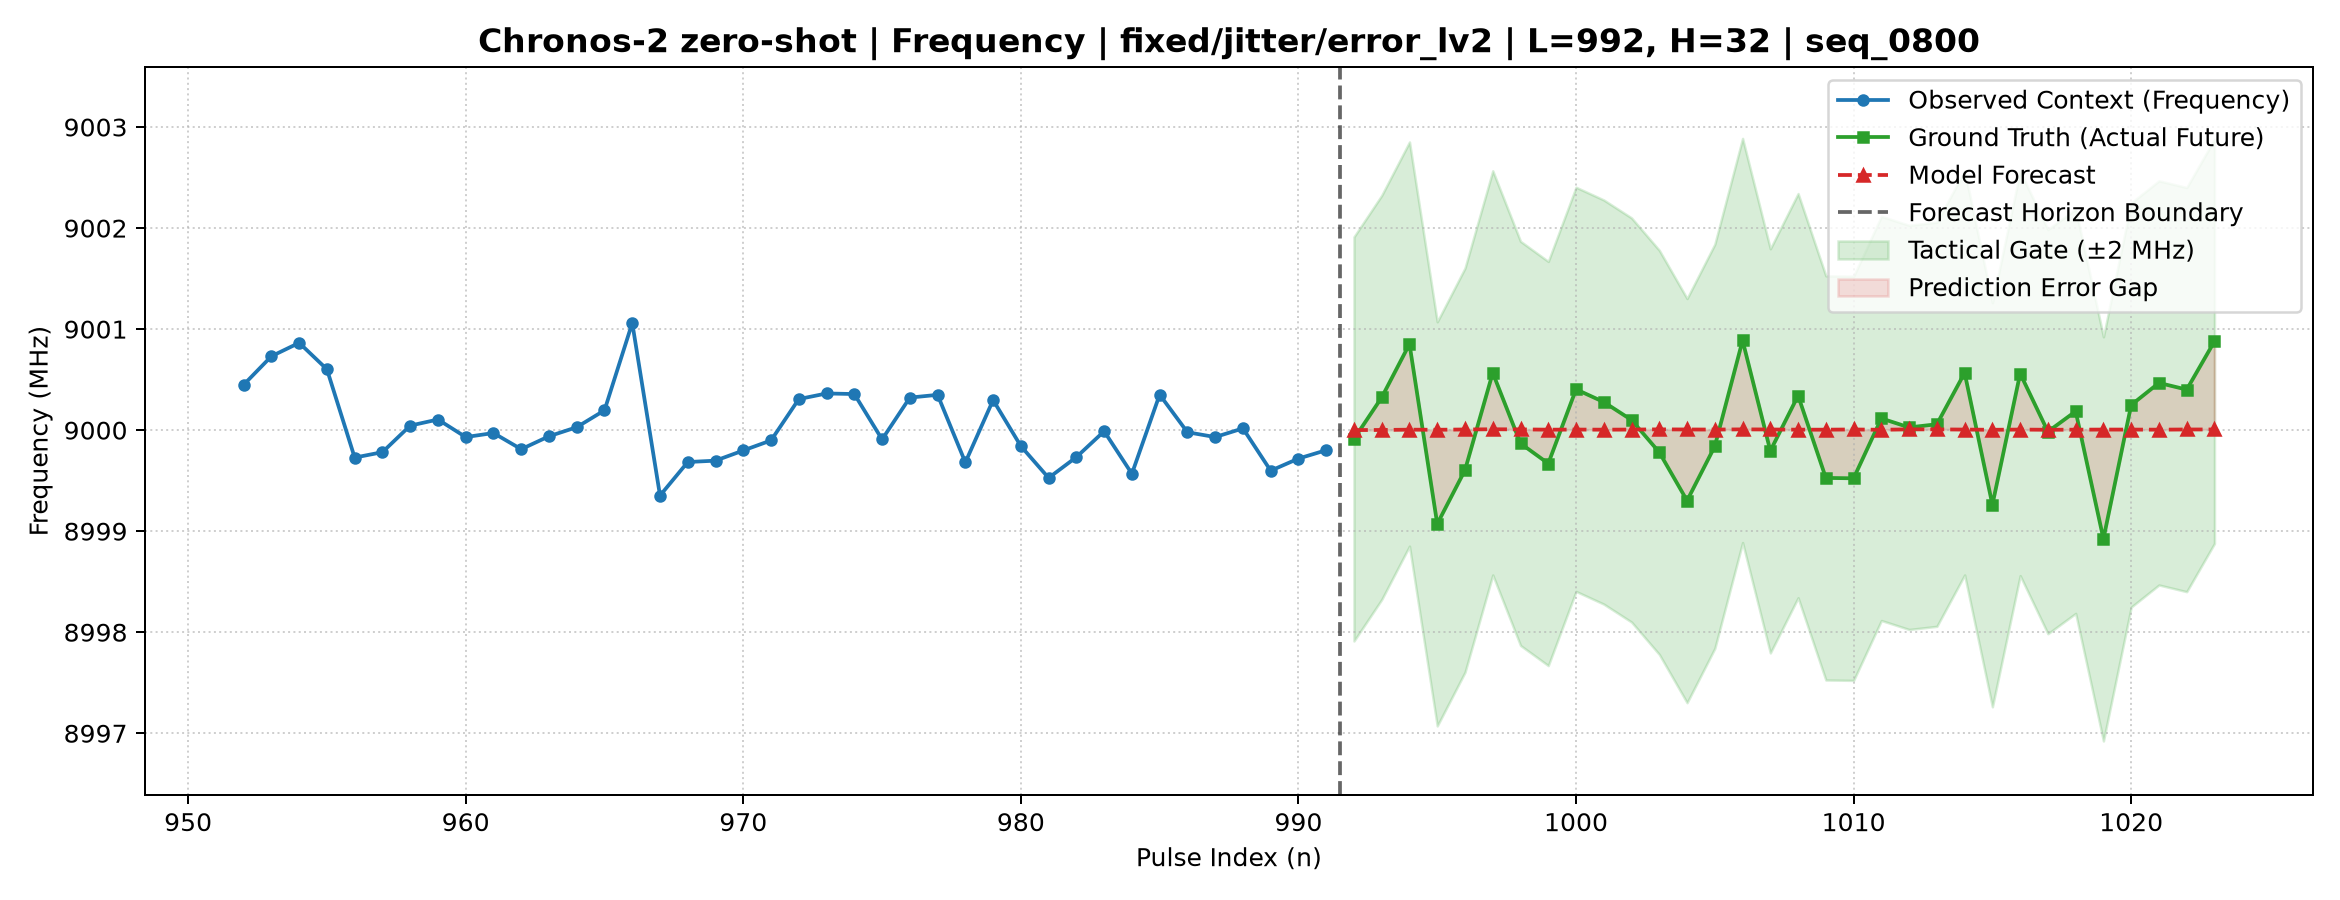 Chronos-2 zero-shot | Frequency | fixed/jitter/error_lv2 | L=992, H=32 | seq_0800
Observed Context (Frequency)
Ground Truth (Actual Future)
Model Forecast
Forecast Horizon Boundary
Tactical Gate (±2 MHz)
Prediction Error Gap
Frequency (MHz)
9003
9002
9001
9000
8999
8998
8997
950 960 970 980 990 1000 1010 1020
Pulse Index (n)